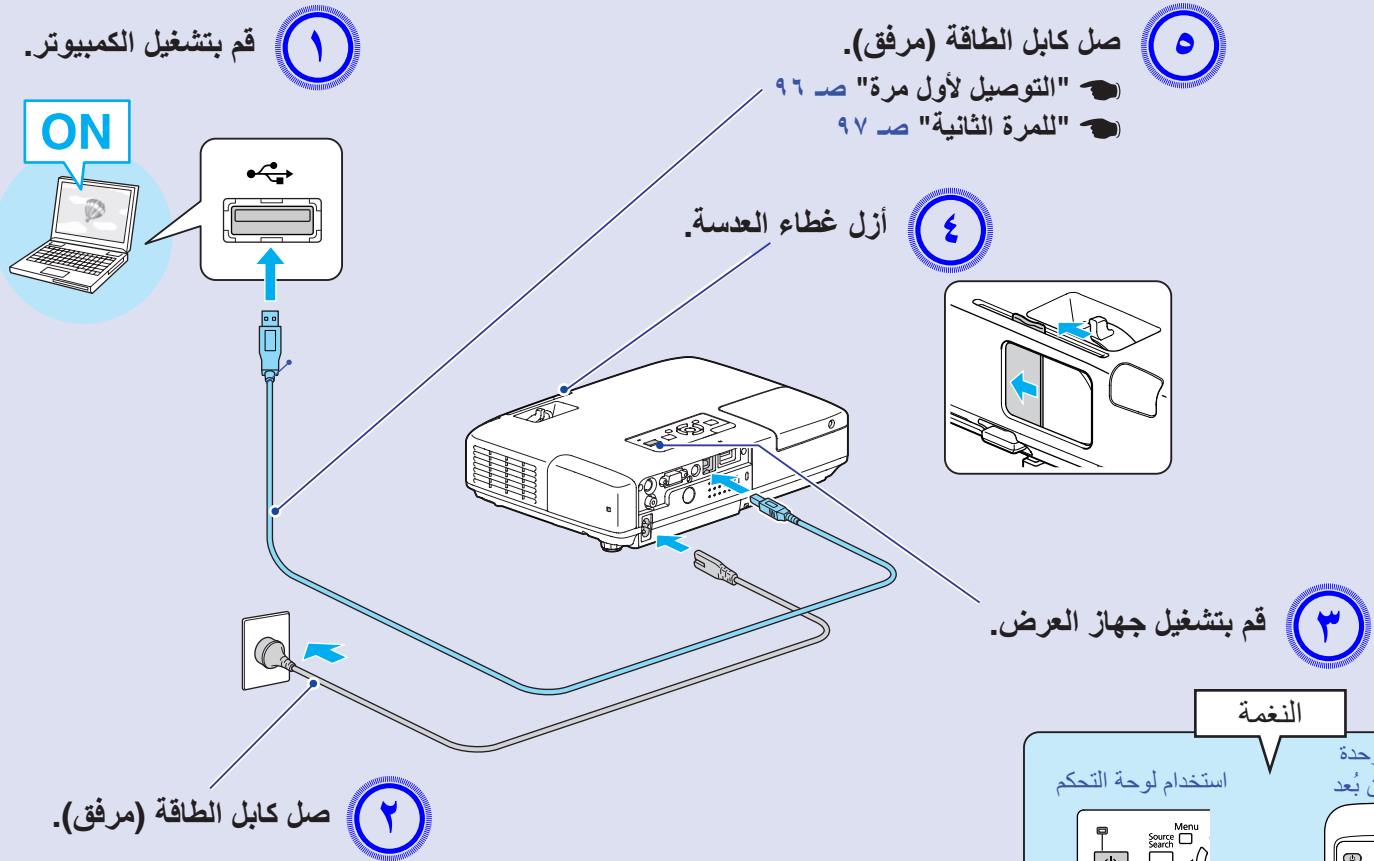 ١
قم بتشغيل الكمبيوتر.
ON
٥
صل كابل الطاقة (مرفق).
"التوصيل لأول مرة" صـ ٩٦
"للمرة الثانية" صـ ٩٧
٤
أزل غطاء العدسة.
٣
قم بتشغيل جهاز العرض.
٢
صل كابل الطاقة (مرفق).
النغمة
استخدام لوحة التحكم
بُعد
Menu
Source
Search